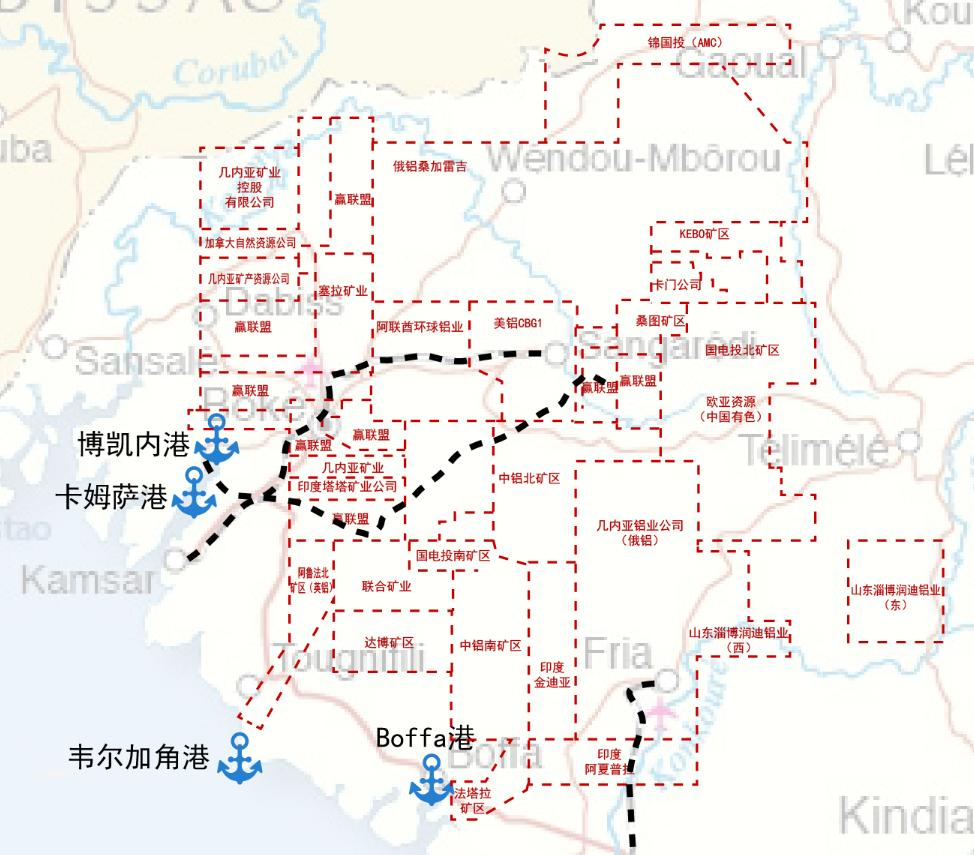 Corubal
Kou
锦国投（AMC）
Gaoual
uba
Wendou-Mbôrou
Lél
俄铝桑加雷吉
几内亚矿业
控股
有限公司
赢联盟
加拿大自然资源公司
KEBO矿区
几内亚矿产资源公司
塞拉矿业
卡门公司
Dabiss
赢联盟
阿联酋环球铝业
美铝CBG1
桑图矿区
Sansale
Sangarédi
国电投北矿区
赢联盟
赢联盟
赢联盟
Boké
欧亚资源
（中国有色）
博凯内港
赢联盟
赢联盟
Télimélé
几内亚矿业
卡姆萨港
印度塔塔矿业公司
中铝北矿区
赢联盟
几内亚铝业公司
（俄铝）
stao
Kamsar
国电投南矿区
阿鲁法北
矿区（英铝）
联合矿业
山东淄博润迪铝业
（东）
达博矿区
中铝南矿区
山东淄博润迪铝业
（西）
Tougnifili
Fria
印度
金迪亚
Konkouré
韦尔加角港
Boffa港
Boffa
印度
阿夏普拉
法塔拉
矿区
Kindia